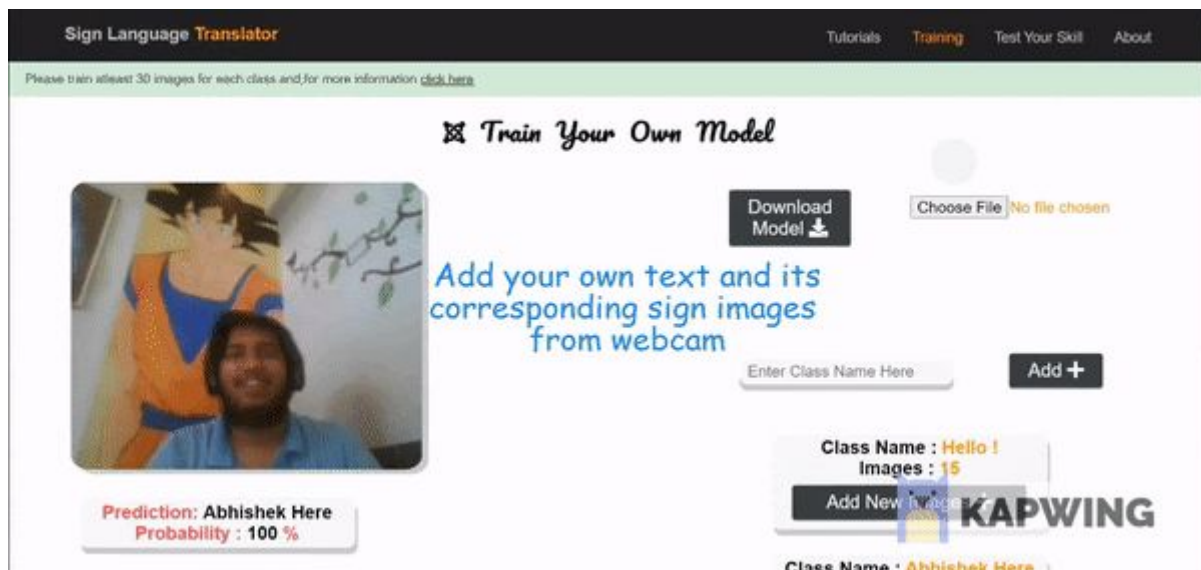 Sign Language Translator
Tutorials Training Test Your Skill About
Please train atleast 30 images for each class and for more information click here
Train Your Own Model
Download
Model
Choose File No file chosen
Add your own text and its
corresponding sign images
from webcam
Enter Class Name Here
Add
Class Name : Hello !
Images : 15
Add New
KAPWING
Prediction: Abhishek Here
Probability : 100 %
Class Name : Abhishek Here